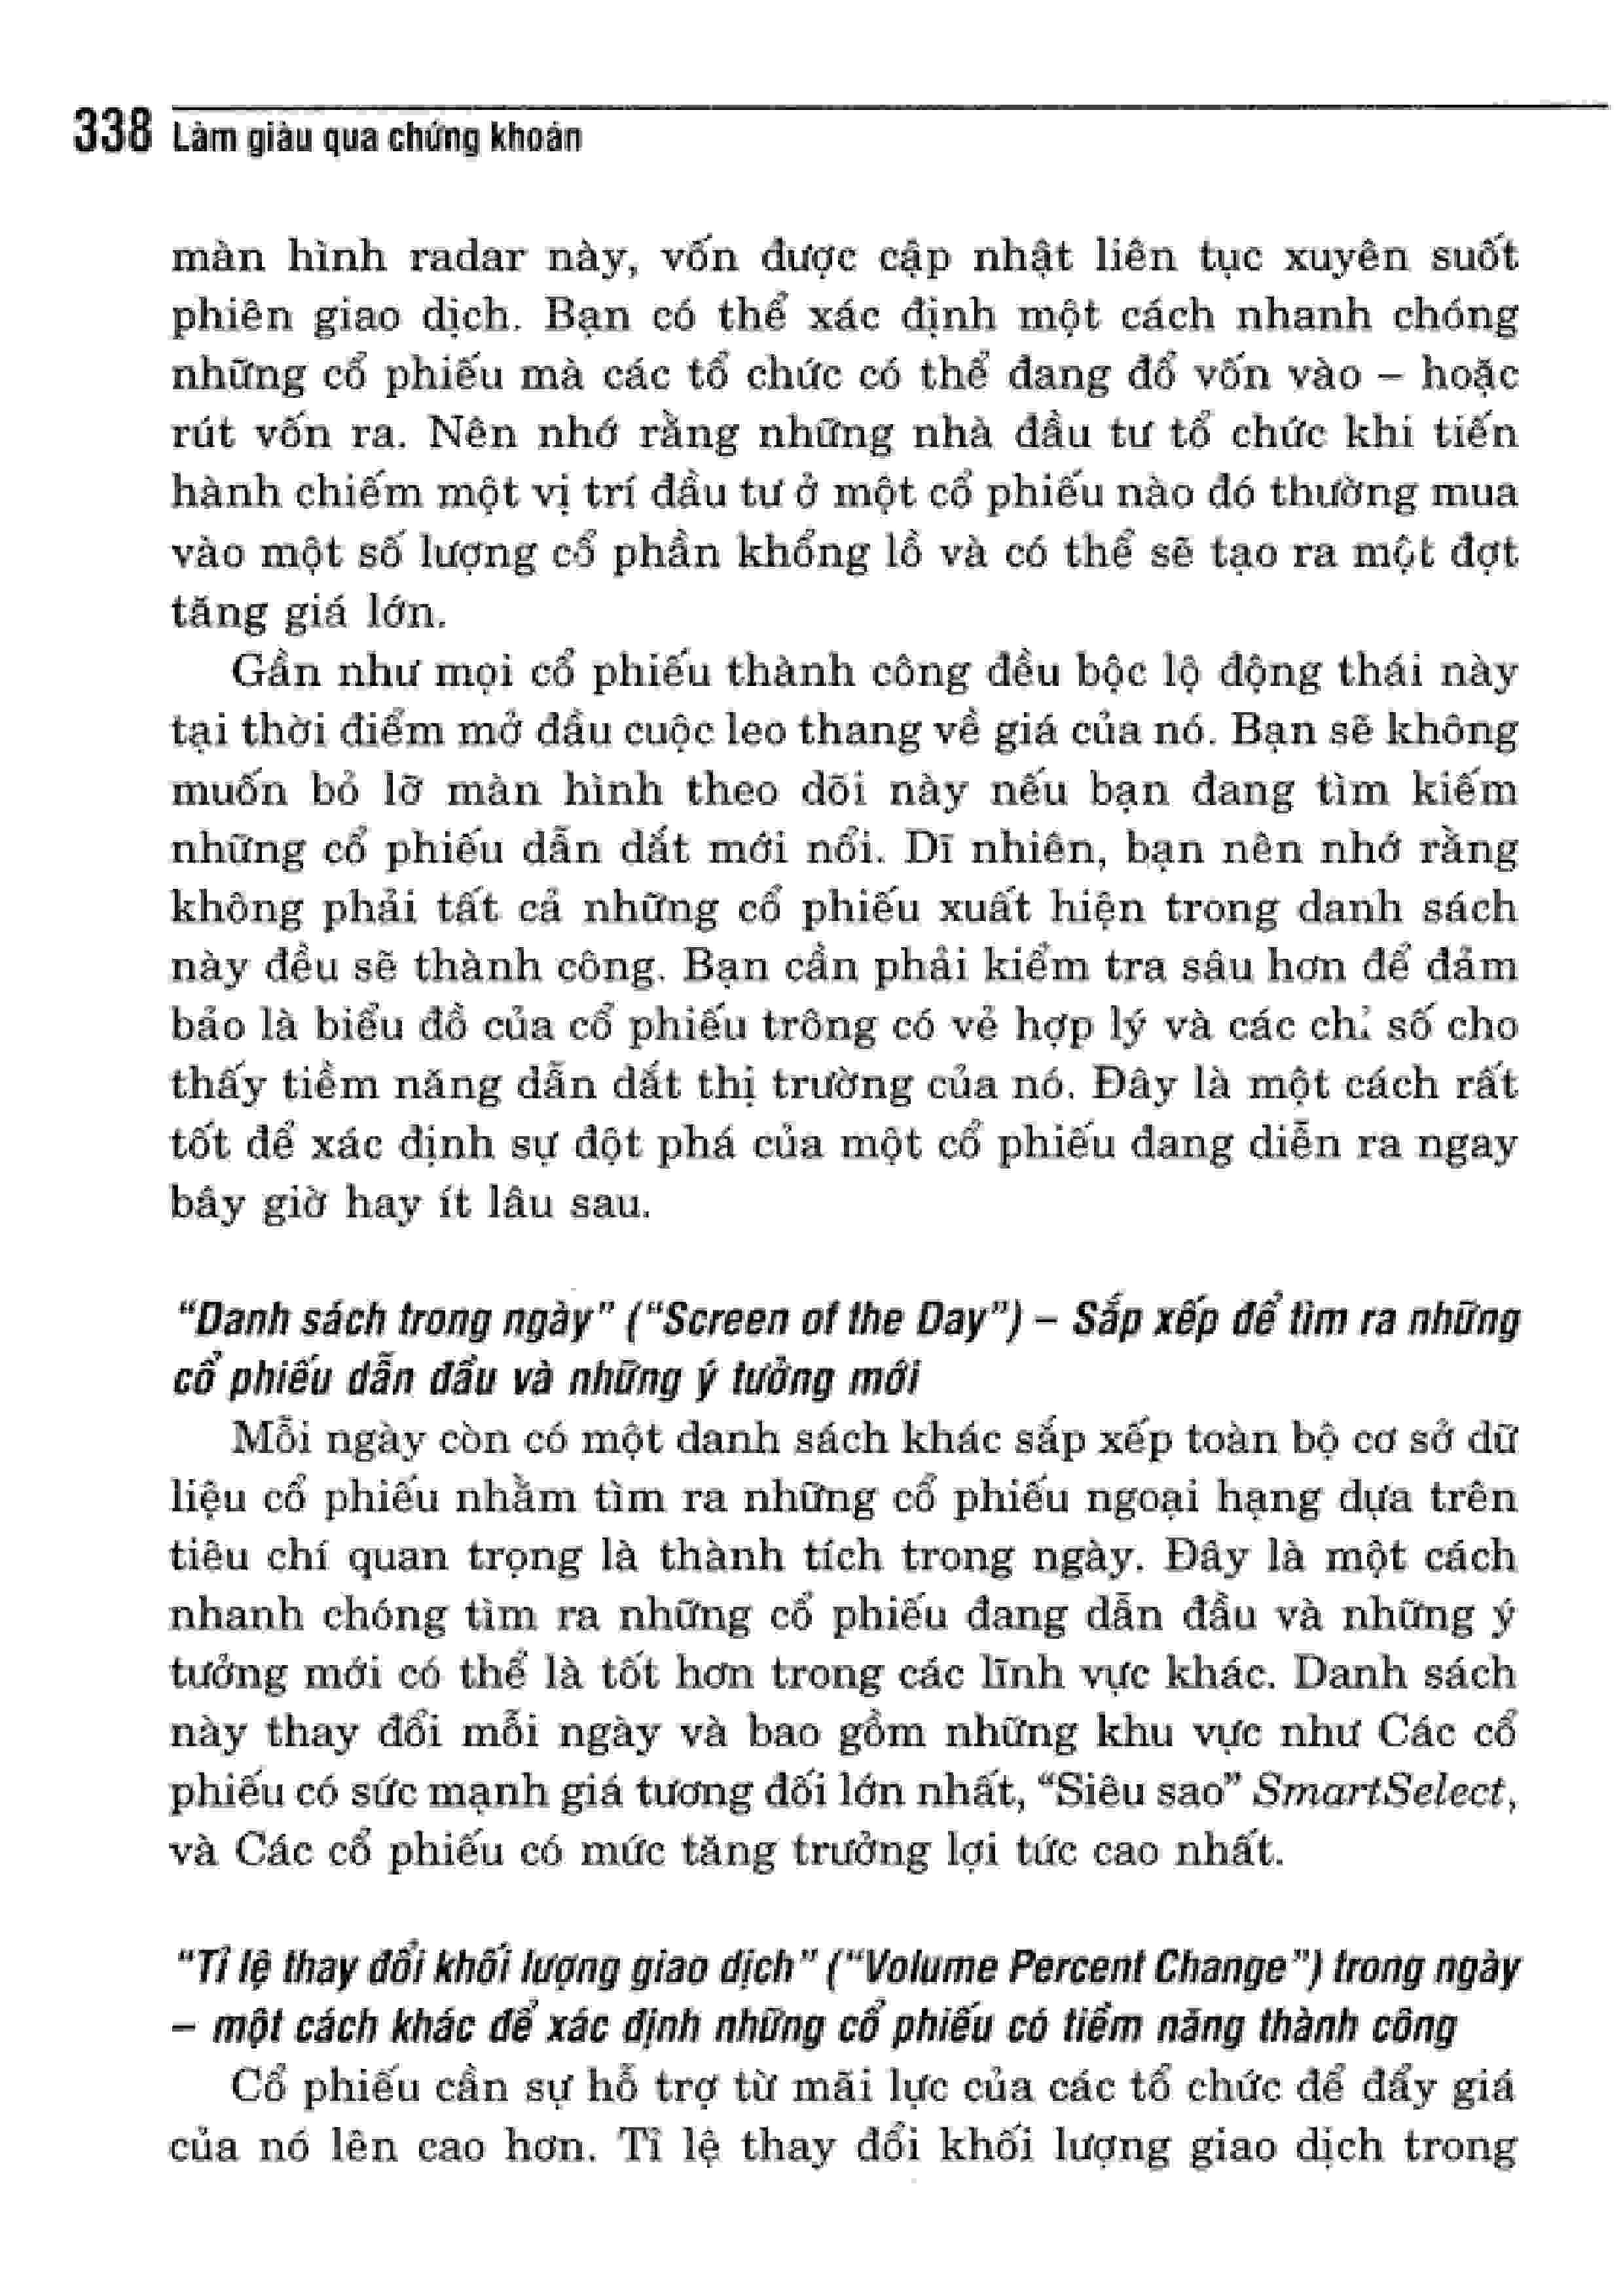 338 Làm giàu qua chứng khoán
màn hình radar này, vốn được cập nhật liên tục xuyên suốt
phiên giao dịch. Bạn có thể xác định một cách nhanh chóng
những cổ phiếu mà các tổ chức có thể đang đổ vốn vào – hoặc
rút vốn ra. Nên nhớ rằng những nhà đầu tư tổ chức khi tiến
hành chiếm một vị trí đầu tư ở một cổ phiếu nào đó thường mua
vào một số lượng cổ phần khổng lồ và có thể sẽ tạo ra một đợt
tăng giá lớn.
Gần như mọi cổ phiếu thành công đều bộc lộ động thái này
tại thời điểm mở đầu cuộc leo thang về giá của nó. Bạn sẽ không
muốn bỏ lỡ màn hình theo dõi này nếu bạn đang tìm kiếm
những cổ phiếu dẫn dắt mới nổi. Dĩ nhiên, bạn nên nhớ rằng
không phải tất cả những cổ phiếu xuất hiện trong danh sách
này đều sẽ thành công. Bạn cần phải kiểm tra sâu hơn để đảm
bảo là biểu đồ của cổ phiếu trông có vẻ hợp lý và các chỉ số cho
thấy tiềm năng dẫn dắt thị trường của nó. Đây là một cách rất
tốt để xác định sự đột phá của một cổ phiếu đang diễn ra ngay
bây giờ hay ít lâu sau.
“Danh sách trong ngày” (“Screen of the Day”) – Sắp xếp để tìm ra những
cổ phiếu dẫn đầu và những ý tưởng mới
Mỗi ngày còn có một danh sách khác sắp xếp toàn bộ cơ sở dữ
liệu cổ phiếu nhằm tìm ra những cổ phiếu ngoại hạng dựa trên
tiêu chí quan trọng là thành tích trong ngày. Đây là một cách
nhanh chóng tìm ra những cổ phiếu đang dẫn đầu và những ý
tưởng mới có thể là tốt hơn trong các lĩnh vực khác. Danh sách
này thay đổi mỗi ngày và bao gồm những khu vực như Các cổ
phiếu có sức mạnh giá tương đối lớn nhất, “Siêu sao” SmartSelect,
và Các cổ phiếu có mức tăng trưởng lợi tức cao nhất.
“Tỉ lệ thay đổi khối lượng giao dịch” (“Volume Percent Change”) trong ngày
– một cách khác để xác định những cổ phiếu có tiềm năng thành công
Cổ phiếu cần sự hỗ trợ từ mãi lực của các tổ chức để đẩy giá
của nó lên cao hơn. Tỉ lệ thay đổi khối lượng giao dịch trong